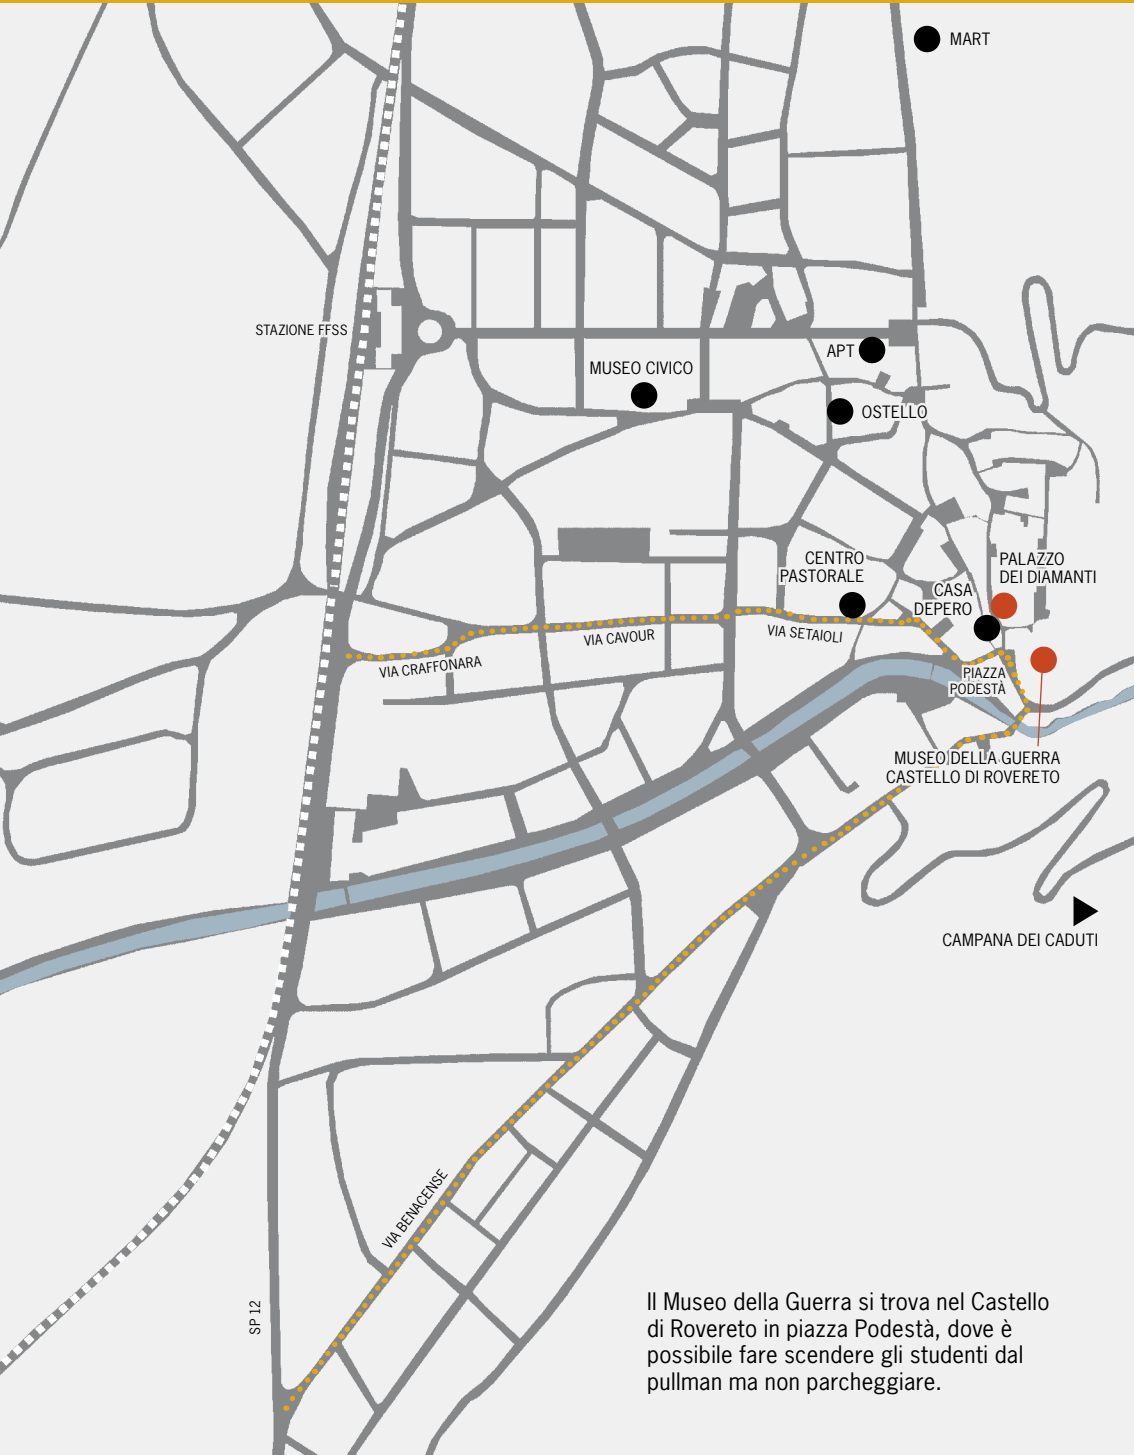 MART
STAZIONE FFSS
APT
MUSEO CIVICO
OSTELLO
CENTRO
PASTORALE
PALAZZO
DEI DIAMANTI
CASA
DEPERO
VIA CRAFFONARA
VIA CAVOUR
VIA SETAIOLI
PIAZZA
PODESTÀ
MUSEO DELLA GUERRA
CASTELLO DI ROVERETO
CAMPANA DEI CADUTI
VIA BENACENSE
SP 12
Il Museo della Guerra si trova nel Castello
di Rovereto in piazza Podestà, dove è
possibile fare scendere gli studenti dal
pullman ma non parcheggiare.